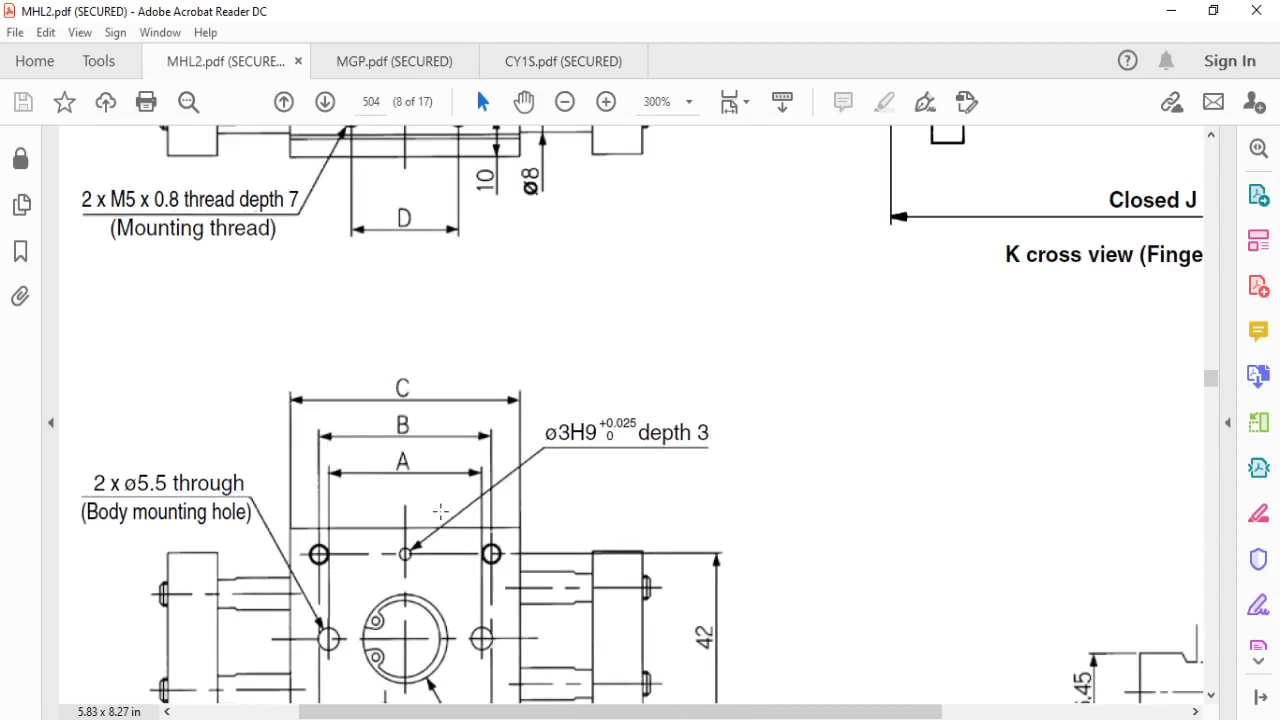 MHL2.pdf (SECURED) - Adobe Acrobat Reader DC
File Edit View Sign Window Help
Home Tools MHL2.pdf (SECURE... × MGP.pdf (SECURED) CY1S.pdf (SECURED) Sign In
504 (8 of 17) 300%
2 x M5 x 0.8 thread depth 7
(Mounting thread)
D
10
ø8
Closed J
K cross view (Finge
C
B
A
ø3H9 +0.025 0 depth 3
2 x ø5.5 through
(Body mounting hole)
42
5.45
5.83 x 8.27 in